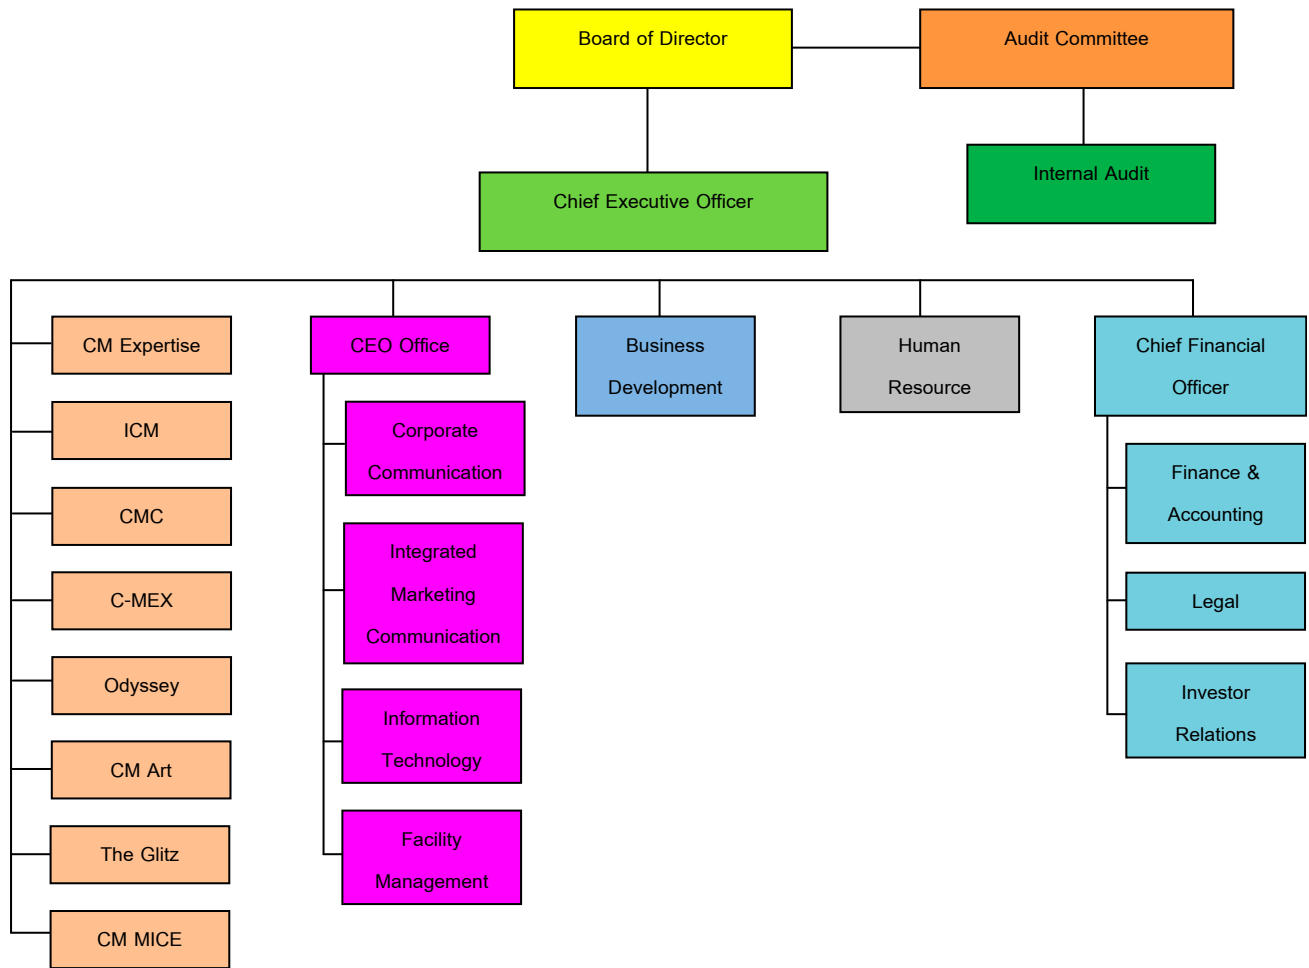 Board of Director
Audit Committee
Internal Audit
Chief Executive Officer
CM Expertise
ICM
CMC
C-MEX
Odyssey
CM Art
The Glitz
CM MICE
CEO Office
Corporate
Communication
Integrated
Marketing
Communication
Information
Technology
Facility
Management
Business
Development
Human
Resource
Chief Financial
Officer
Finance &
Accounting
Legal
Investor
Relations